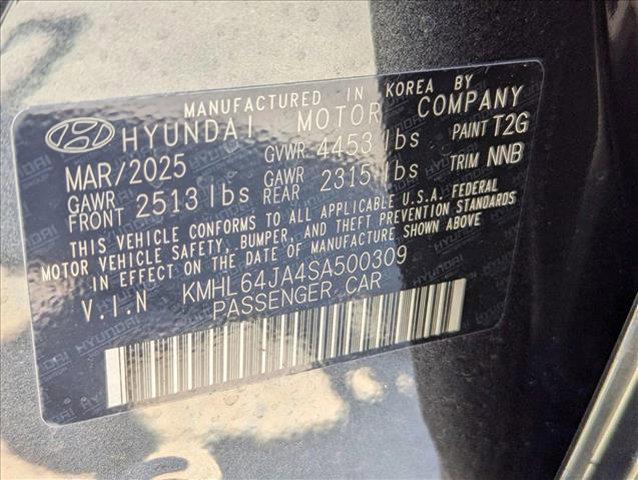 MANUFACTURED IN KOREA BY
HYUNDAI MOTOR COMPANY
MAR/2025 GVWR 4453 lbs PAINT T2G
GAWR FRONT 2513 lbs GAWR REAR 2315 lbs TRIM NNB
THIS VEHICLE CONFORMS TO ALL APPLICABLE U.S.A. FEDERAL
MOTOR VEHICLE SAFETY, BUMPER, AND THEFT PREVENTION STANDARDS
IN EFFECT ON THE DATE OF MANUFACTURE SHOWN ABOVE
V.I.N KMHL64JA4SA500309
PASSENGER CAR